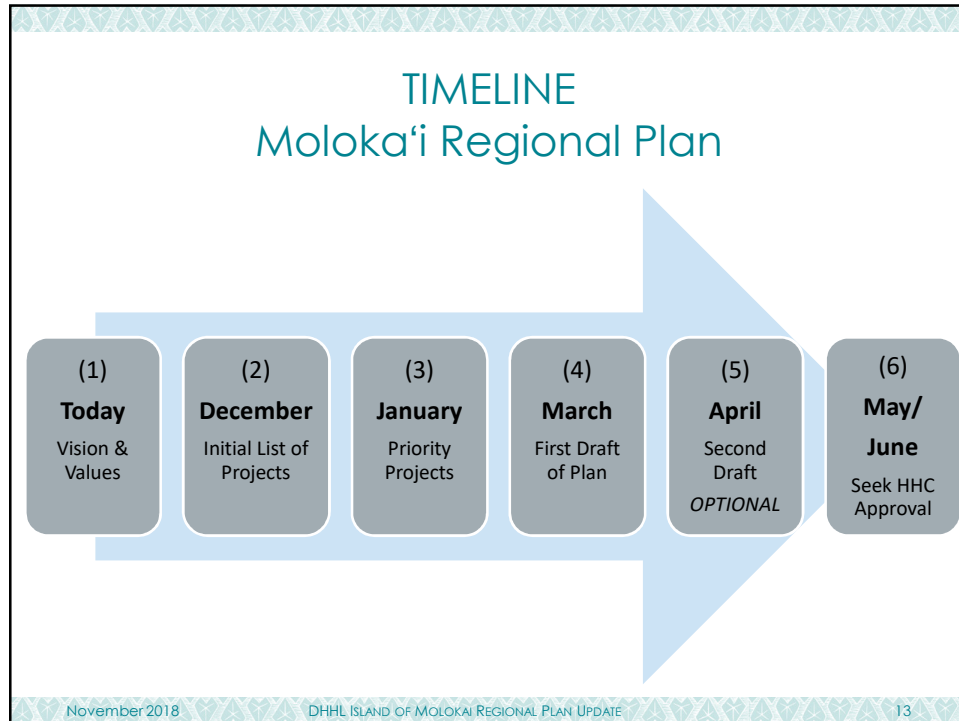 TIMELINE
Molokaʻi Regional Plan
(1)
Today
Vision &
Values
(2)
December
Initial List of
Projects
(3)
January
Priority
Projects
(4)
March
First Draft
of Plan
(5)
April
Second
Draft
OPTIONAL
(6)
May/
June
Seek HHC
Approval
November 2018
DHHL ISLAND OF MOLOKAI REGIONAL PLAN UPDATE
13